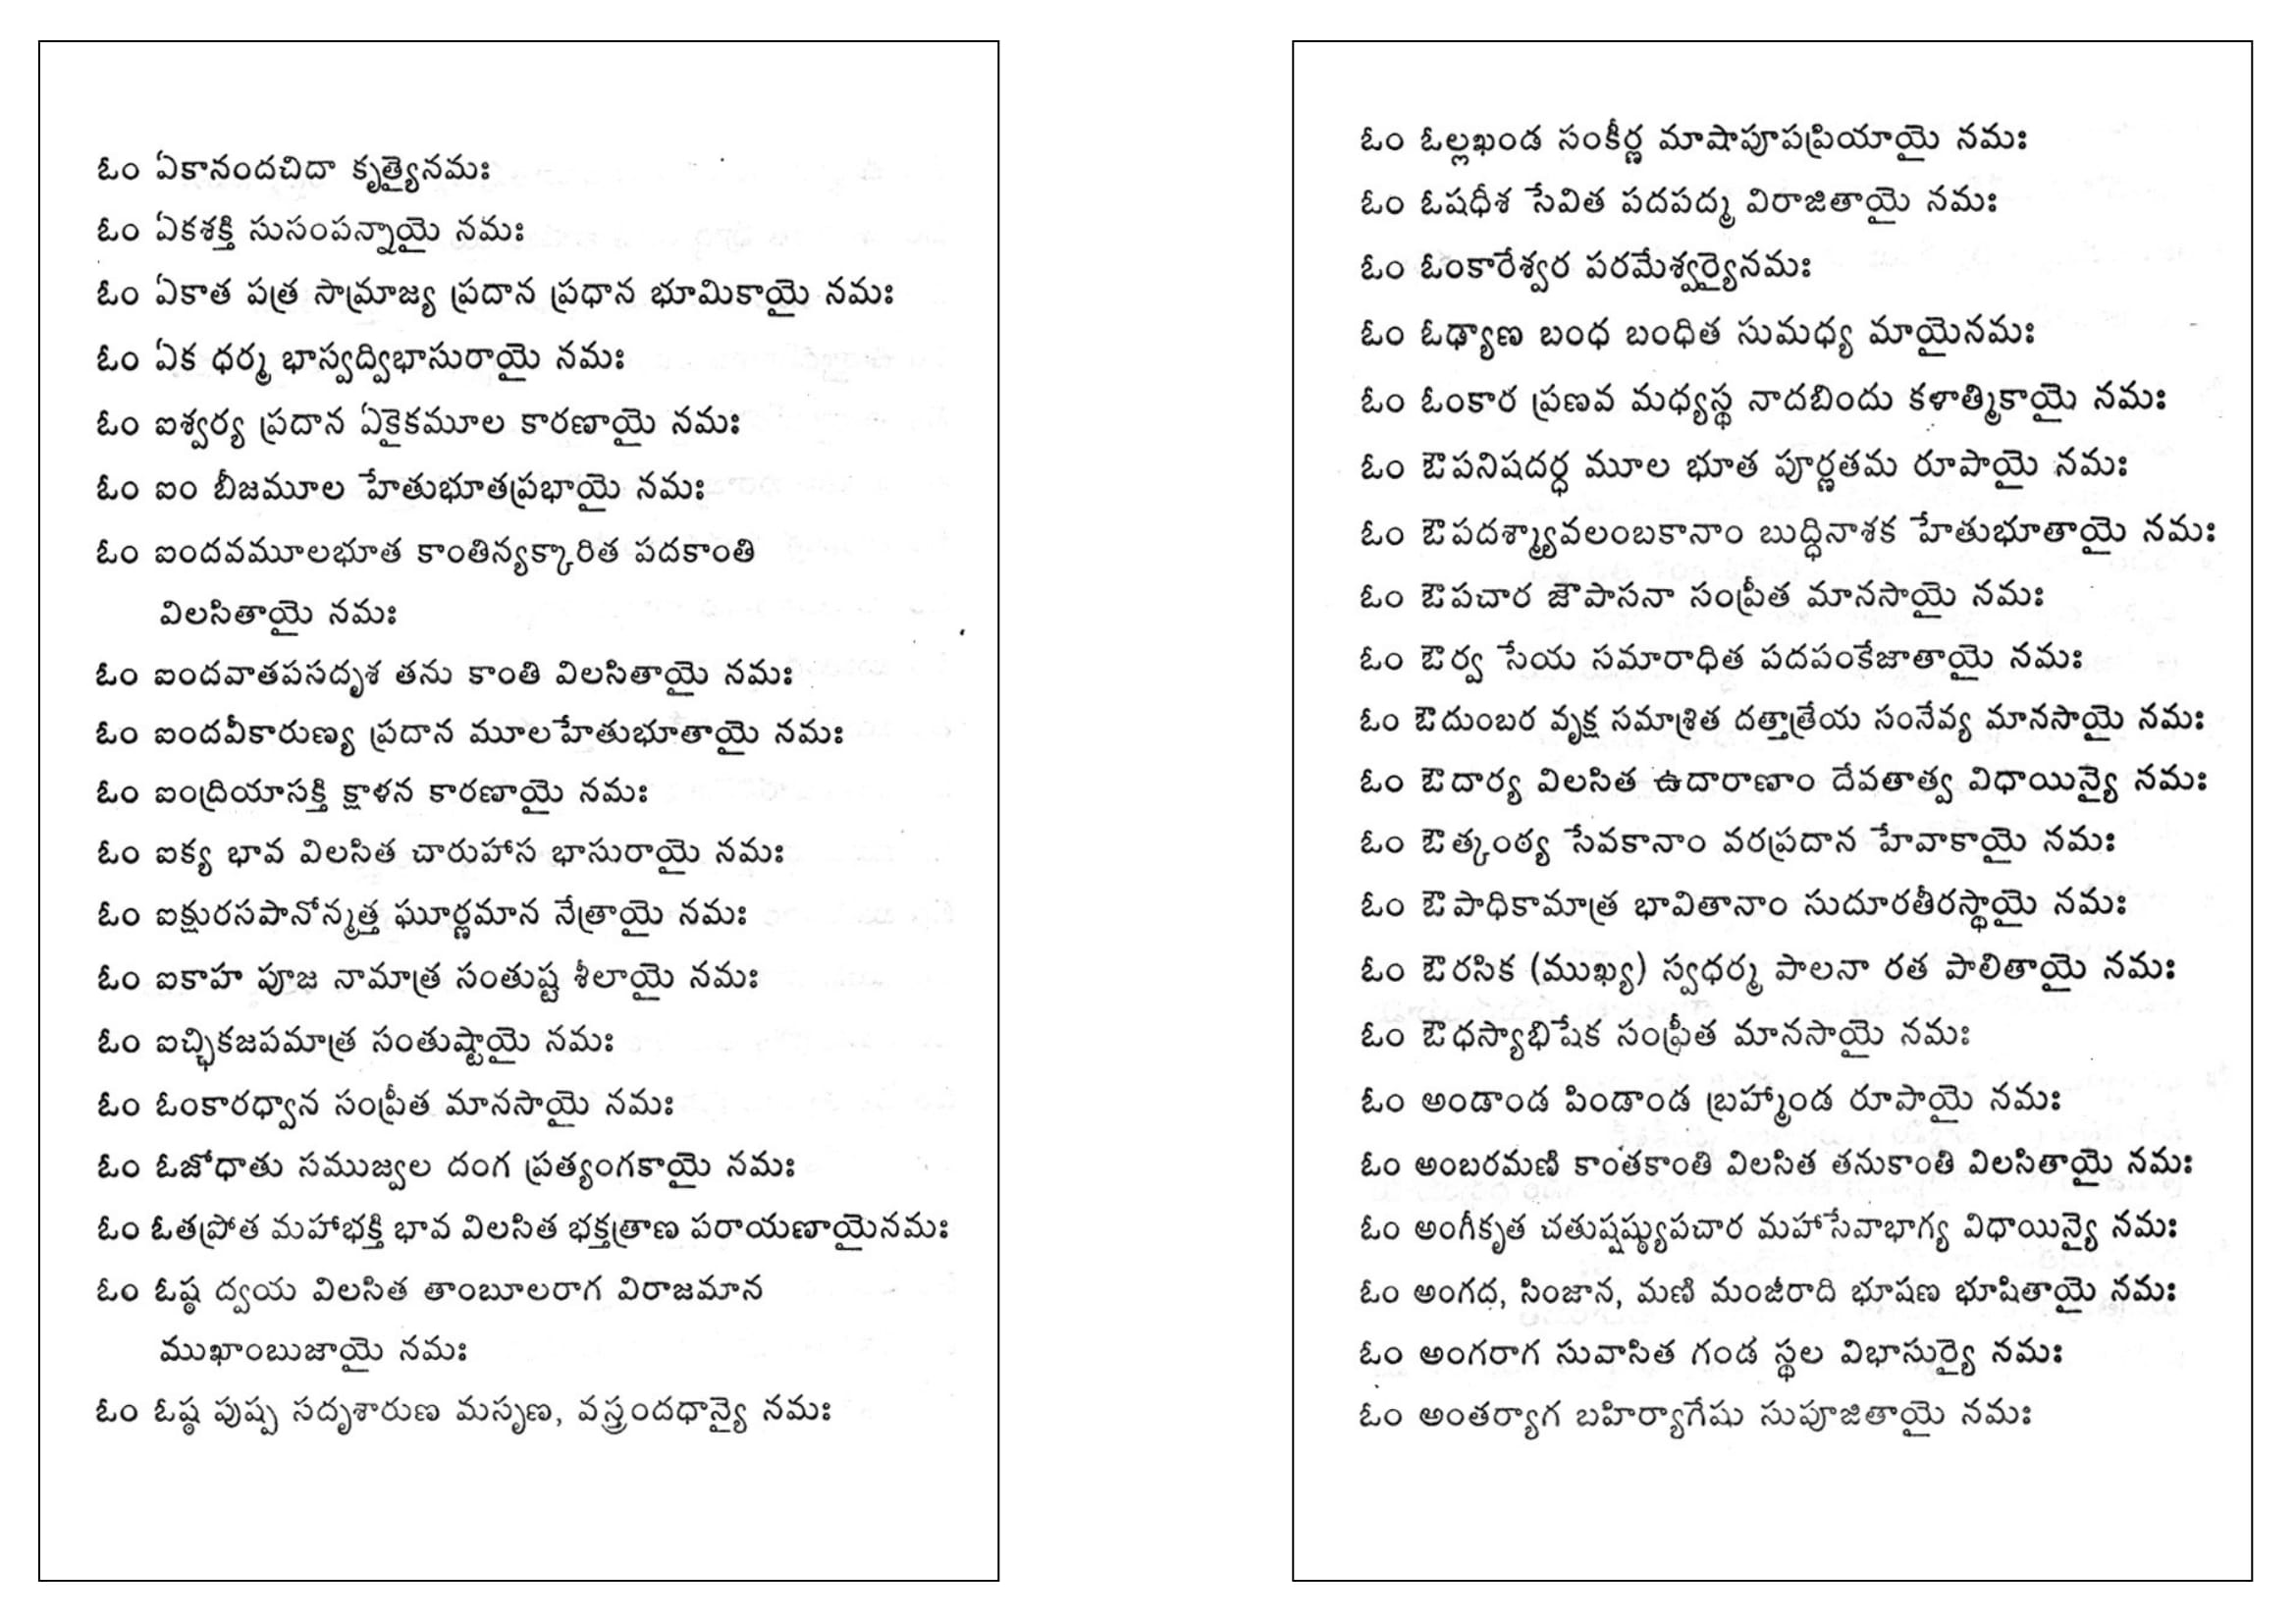 ఓం ఏకానందచిదా కృత్యైనమః
ఓం ఏకశక్తి సుసంపన్నాయై నమః
ఓం ఏకాత పత్ర సామ్రాజ్య ప్రదాన ప్రధాన భూమికాయై నమః
ఓం ఏక ధర్మ భాస్వద్విభాసురాయై నమః
ఓం ఐశ్వర్య ప్రదాన ఏకైకమూల కారణాయై నమః
ఓం ఐం బీజమూల హేతుభూతప్రభాయై నమః
ఓం ఐందవమూలభూత కాంతిన్యక్కారిత పదకాంతి
విలసితాయై నమః
ఓం ఐందవాతపసదృశ తను కాంతి విలసితాయై నమః
ఓం ఐందవీకారుణ్య ప్రదాన మూలహేతుభూతాయై నమః
ఓం ఐంద్రియాసక్తి క్షాళన కారణాయై నమః
ఓం ఐక్య భావ విలసిత చారుహాస భాసురాయై నమః
ఓం ఐక్షురసపానోన్మత్త ఘూర్ణమాన నేత్రాయై నమః
ఓం ఐకాహ పూజ నామాత్ర సంతుష్ట శీలాయై నమః
ఓం ఐచ్ఛికజపమాత్ర సంతుష్టాయై నమః
ఓం ఓంకారధ్వాన సంప్రీత మానసాయై నమః
ఓం ఓజోధాతు సముజ్వల దంగ ప్రత్యంగకాయై నమః
ఓం ఓతప్రోత మహాభక్తి భావ విలసిత భక్తత్రాణ పరాయణాయైనమః
ఓం ఓష్ఠ ద్వయ విలసిత తాంబూలరాగ విరాజమాన
ముఖాంబుజాయై నమః
ఓం ఓష్ఠ పుష్ప సదృశారుణ మసృణ, వస్త్రందధాన్యై నమః
ఓం ఓల్లఖండ సంకీర్ణ మాషాపూపప్రియాయై నమః
ఓం ఓషధీశ సేవిత పదపద్మ విరాజితాయై నమః
ఓం ఓంకారేశ్వర పరమేశ్వర్యైనమః
ఓం ఓఢ్యాణ బంధ బంధిత సుమధ్య మాయైనమః
ఓం ఓంకార ప్రణవ మధ్యస్థ నాదబిందు కళాత్మికాయై నమః
ఓం ఔపనిషదర్ధ మూల భూత పూర్ణతమ రూపాయై నమః
ఓం ఔపదశ్మ్యావలంబకానాం బుద్ధినాశక హేతుభూతాయై నమః
ఓం ఔపచార జౌపాసనా సంప్రీత మానసాయై నమః
ఓం ఔర్వ సేయ సమారాధిత పదపంకేజాతాయై నమః
ఓం ఔదుంబర వృక్ష సమాశ్రిత దత్తాత్రేయ సంనేవ్య మానసాయై నమః
ఓం ఔదార్య విలసిత ఉదారాణాం దేవతాత్వ విధాయిన్యై నమః
ఓం ఔత్కంఠ్య సేవకానాం వరప్రదాన హేవాకాయై నమః
ఓం ఔపాధికామాత్ర భావితానాం సుదూరతీరస్థాయై నమః
ఓం ఔరసిక (ముఖ్య) స్వధర్మ పాలనా రత పాలితాయై నమః
ఓం ఔధస్యాభిషేక సంప్రీత మానసాయై నమః
ఓం అండాండ పిండాండ బ్రహ్మాండ రూపాయై నమః
ఓం అంబరమణి కాంతకాంతి విలసిత తనుకాంతి విలసితాయై నమః
ఓం అంగీకృత చతుష్షష్ఠ్యుపచార మహాసేవాభాగ్య విధాయిన్యై నమః
ఓం అంగద, సింజాన, మణి మంజీరాది భూషణ భూషితాయై నమః
ఓం అంగరాగ సువాసిత గండ స్థల విభాసుర్యై నమః
ఓం అంతర్యాగ బహిర్యాగేషు సుపూజితాయై నమః